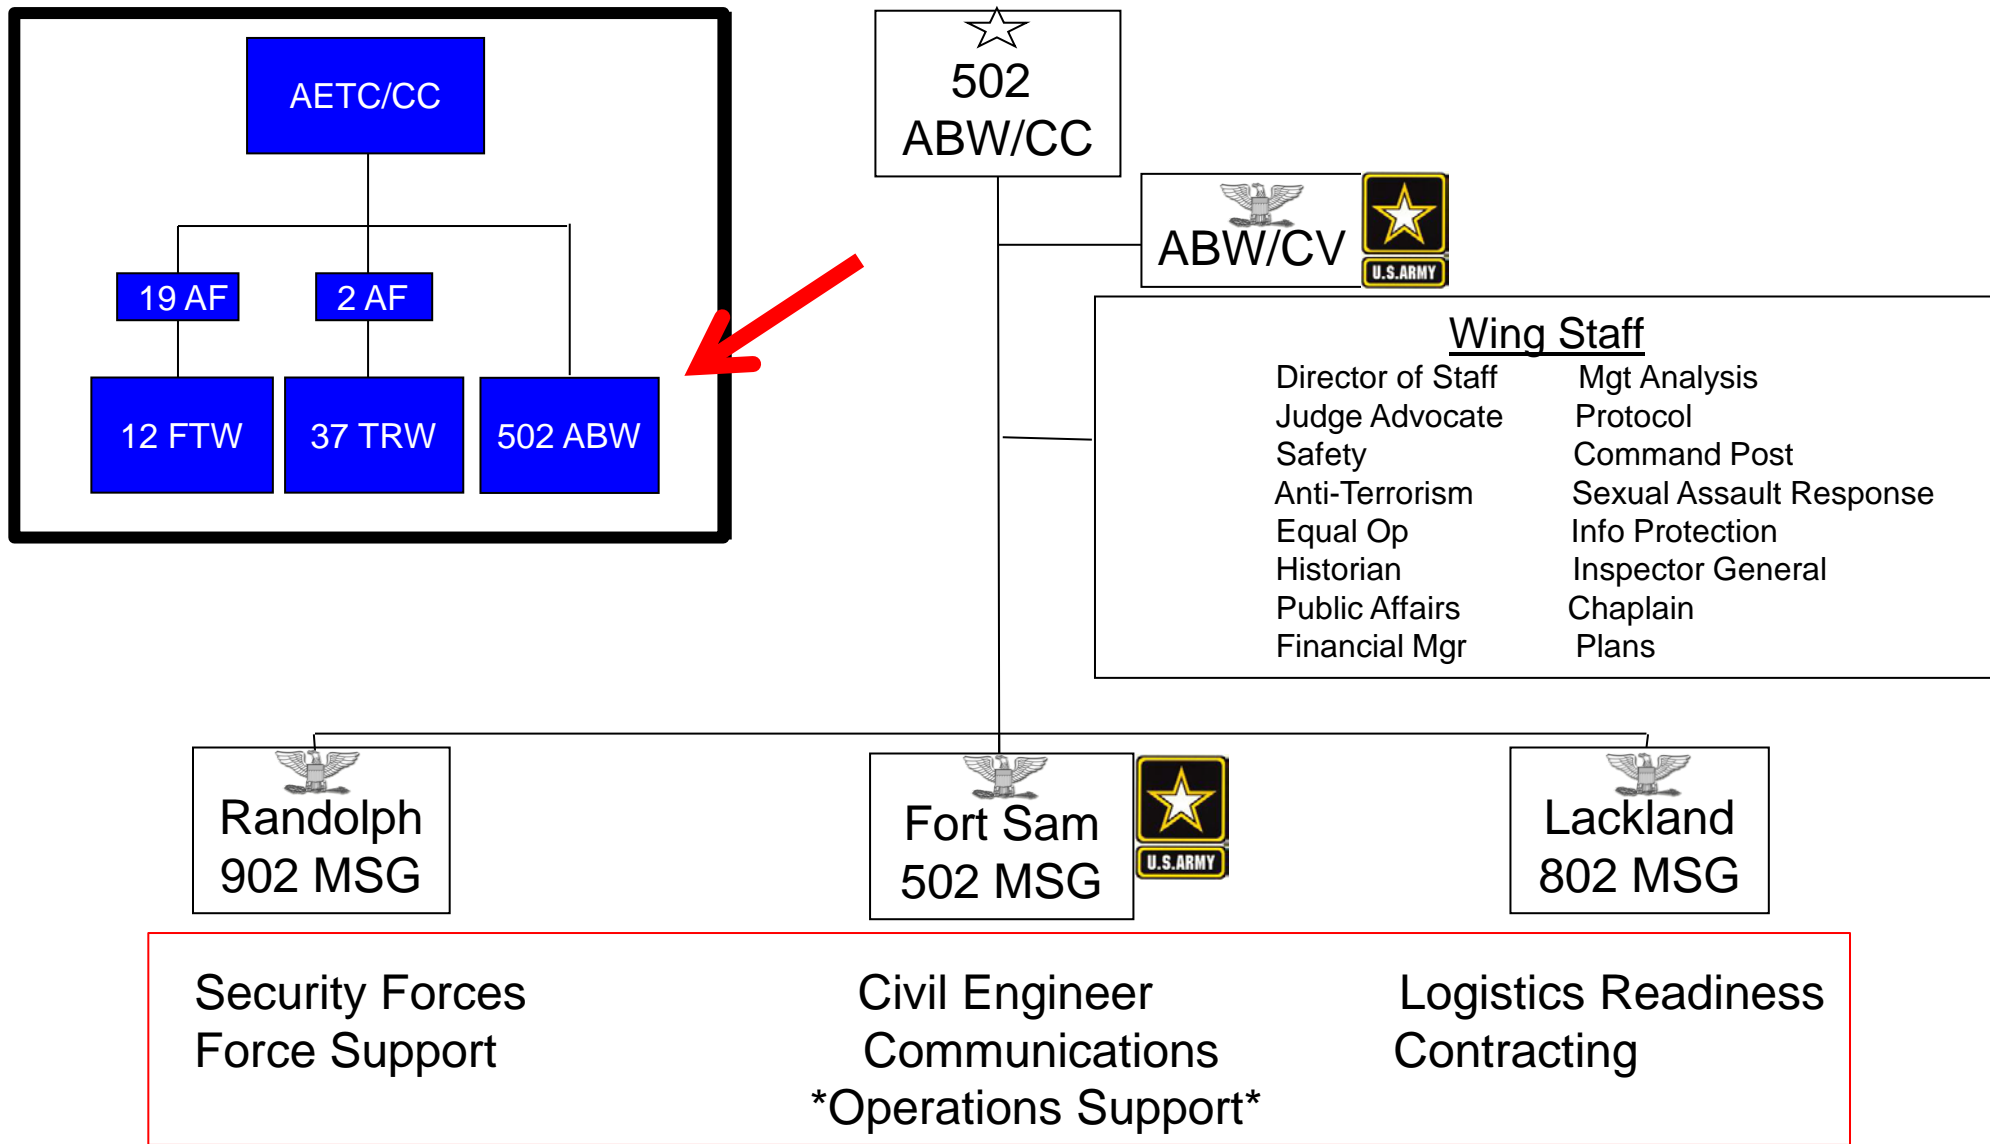 AETC/CC
19 AF
2 AF
12 FTW
37 TRW
502 ABW
502
ABW/CC
ABW/CV
U.S.ARMY
Wing Staff
Director of Staff Mgt Analysis
Judge Advocate Protocol
Safety Command Post
Anti-Terrorism Sexual Assault Response
Equal Op Info Protection
Historian Inspector General
Public Affairs Chaplain
Financial Mgr Plans
Randolph
902 MSG
Fort Sam
502 MSG
U.S.ARMY
Lackland
802 MSG
Security Forces Civil Engineer Logistics Readiness
Force Support Communications Contracting
*Operations Support*